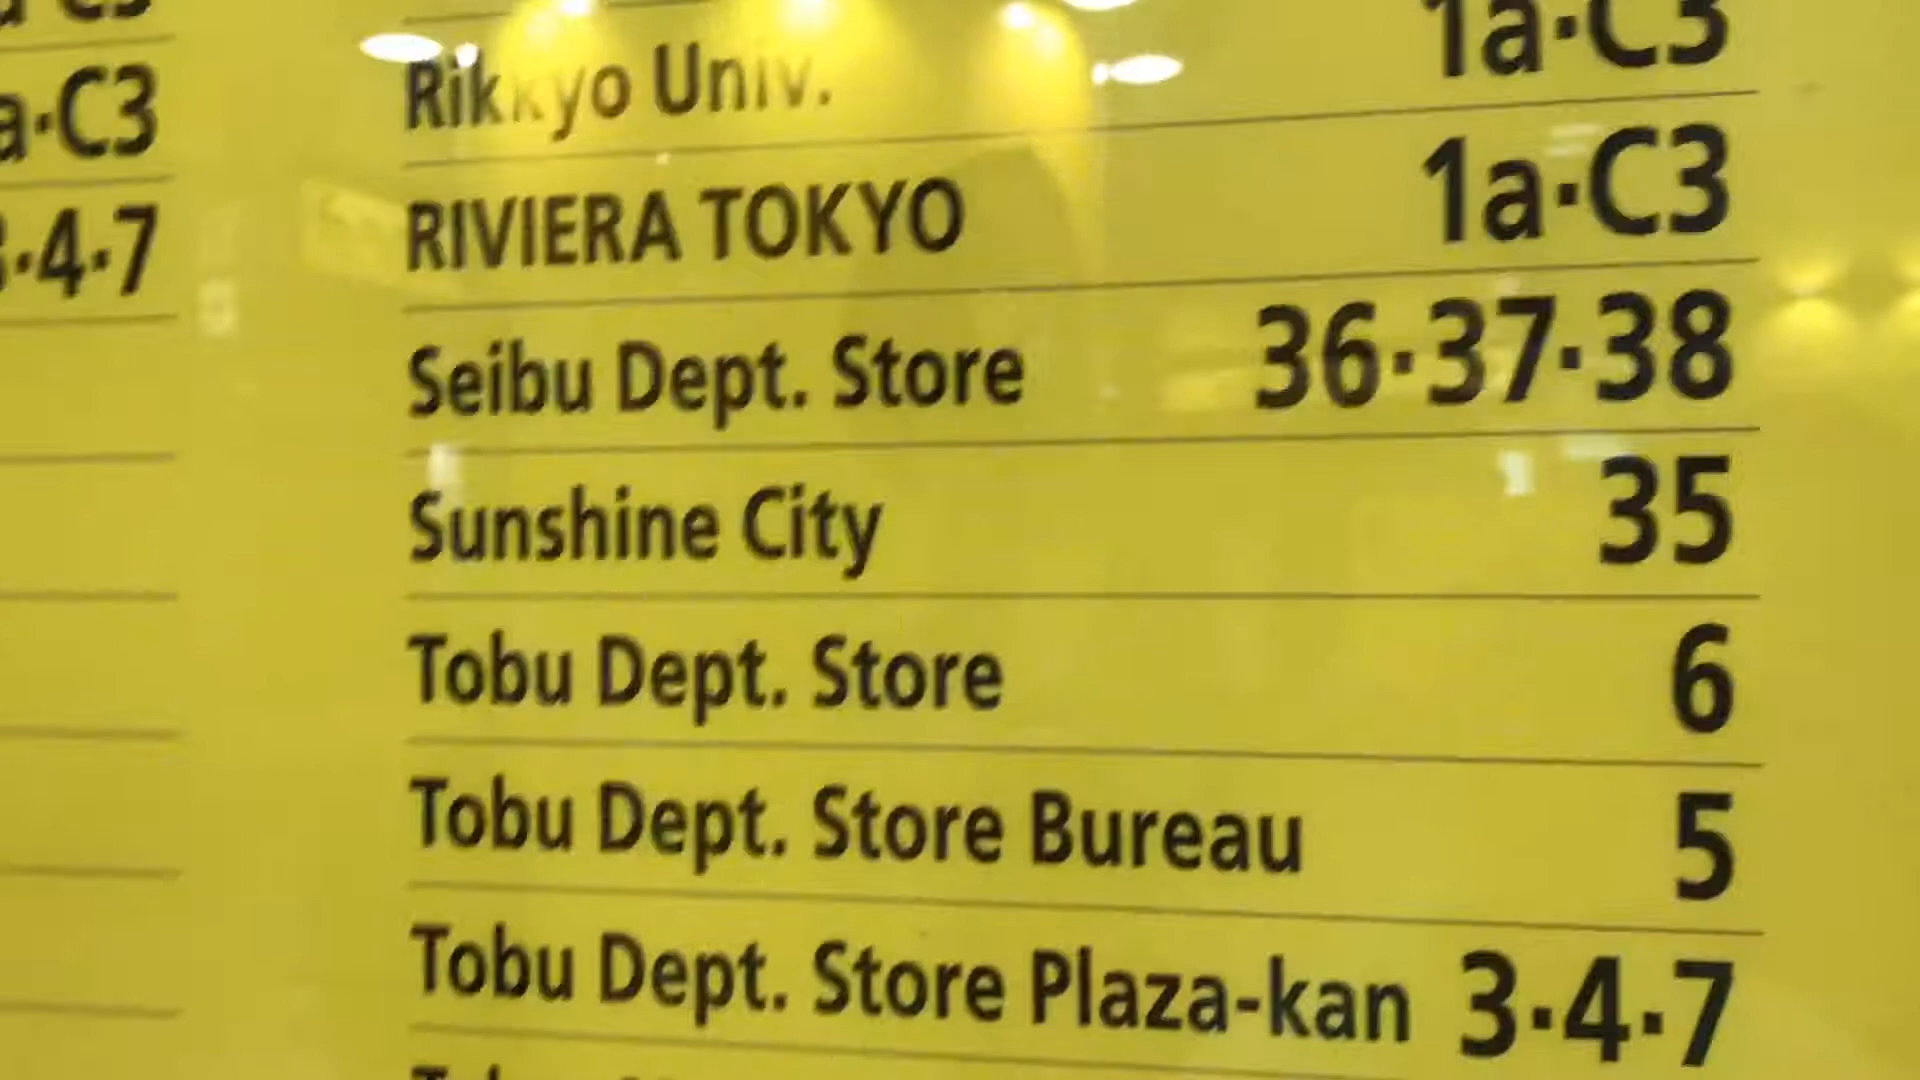 a·C3
4·7
Rikkyo Univ. 1a·C3
RIVIERA TOKYO 1a·C3
Seibu Dept. Store 36·37·38
Sunshine City 35
Tobu Dept. Store 6
Tobu Dept. Store Bureau 5
Tobu Dept. Store Plaza-kan 3·4·7